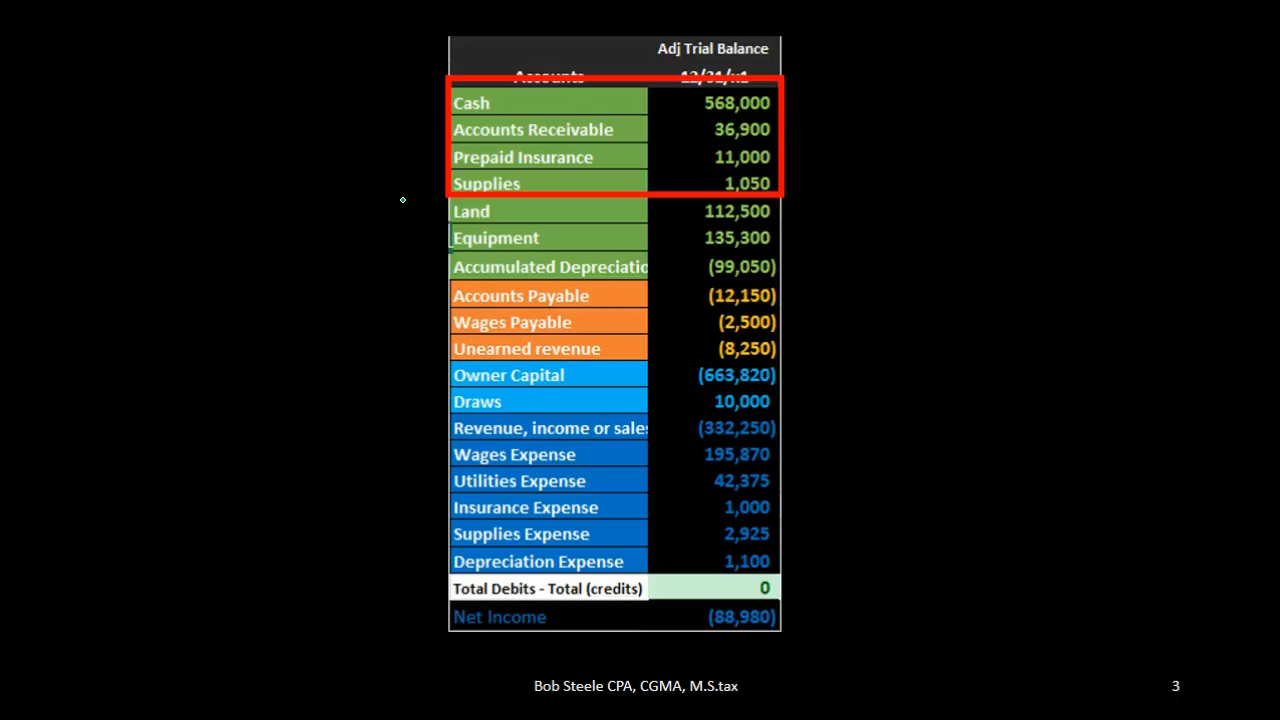 Adj Trial Balance
Accounts 12/31/x1
Cash 568,000
Accounts Receivable 36,900
Prepaid Insurance 11,000
Supplies 1,050
Land 112,500
Equipment 135,300
Accumulated Depreciatio (99,050)
Accounts Payable (12,150)
Wages Payable (2,500)
Unearned revenue (8,250)
Owner Capital (663,820)
Draws 10,000
Revenue, income or sales (332,250)
Wages Expense 195,870
Utilities Expense 42,375
Insurance Expense 1,000
Supplies Expense 2,925
Depreciation Expense 1,100
Total Debits - Total (credits) 0
Net Income (88,980)
Bob Steele CPA, CGMA, M.S.tax 3